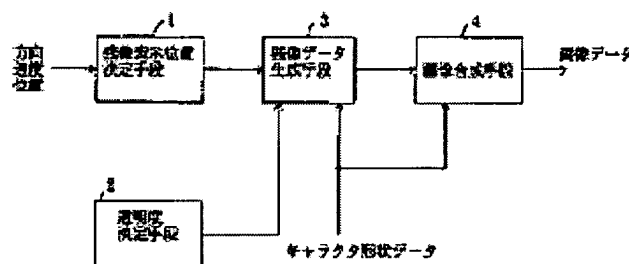 1
3
4
方向
速度
位置
残像表示位置
決定手段
残像データ
生成手段
画像合成手段
画像データ
2
透明度
決定手段
キャラクタ形状データ